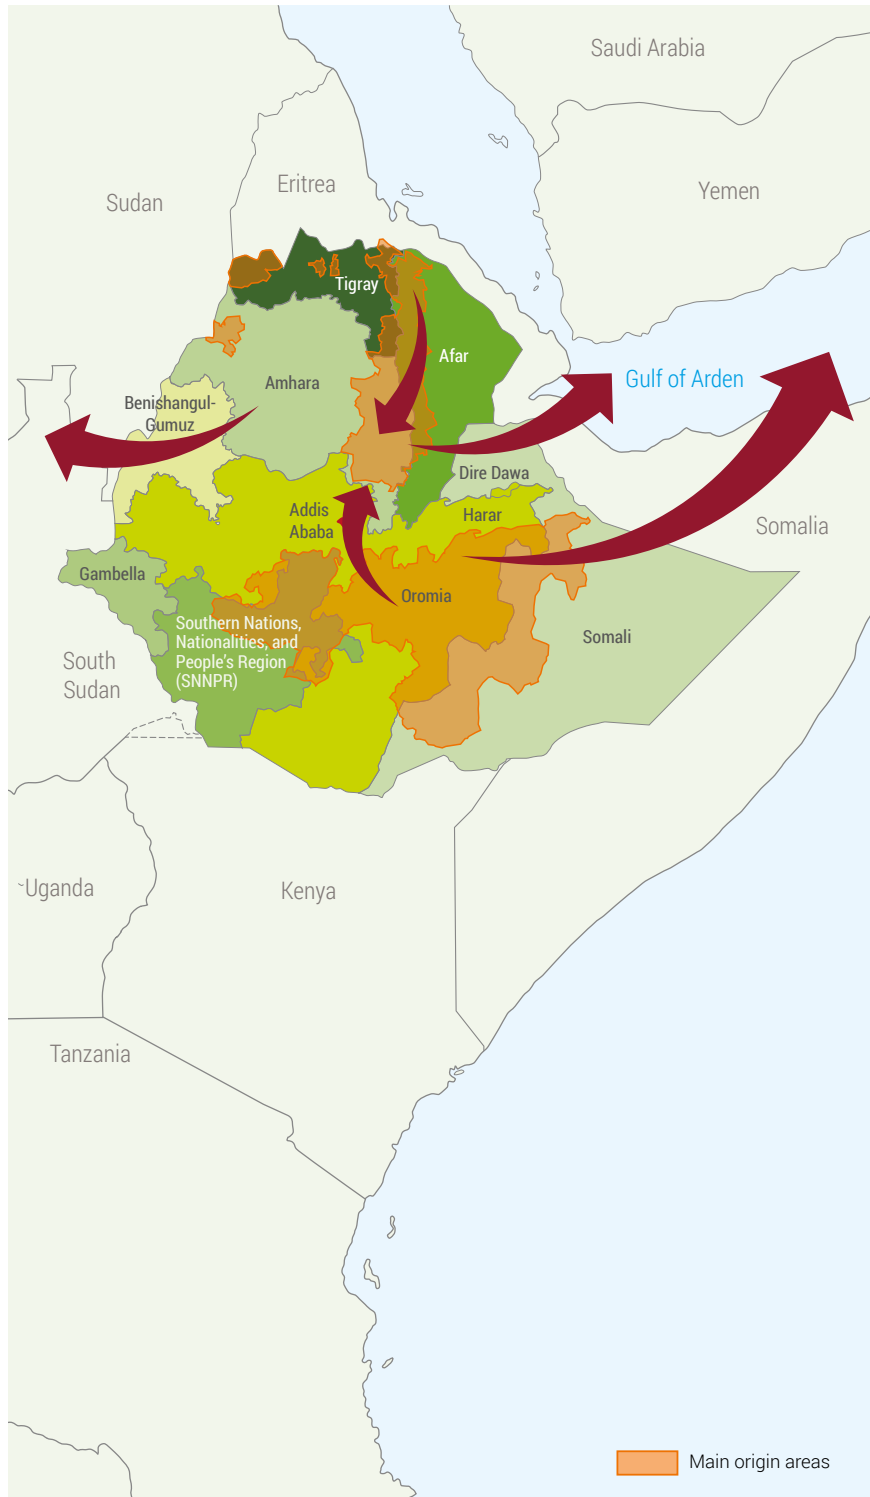 Saudi Arabia
Eritrea
Yemen
Sudan
Tigray
Afar
Gulf of Arden
Amhara
Benishangul-
Gumuz
Dire Dawa
Addis
Ababa
Harar
Somalia
Gambella
Oromia
Southern Nations,
Nationalities, and
People's Region
(SNNPR)
Somali
South
Sudan
~Uganda
Kenya
Tanzania
Main origin areas